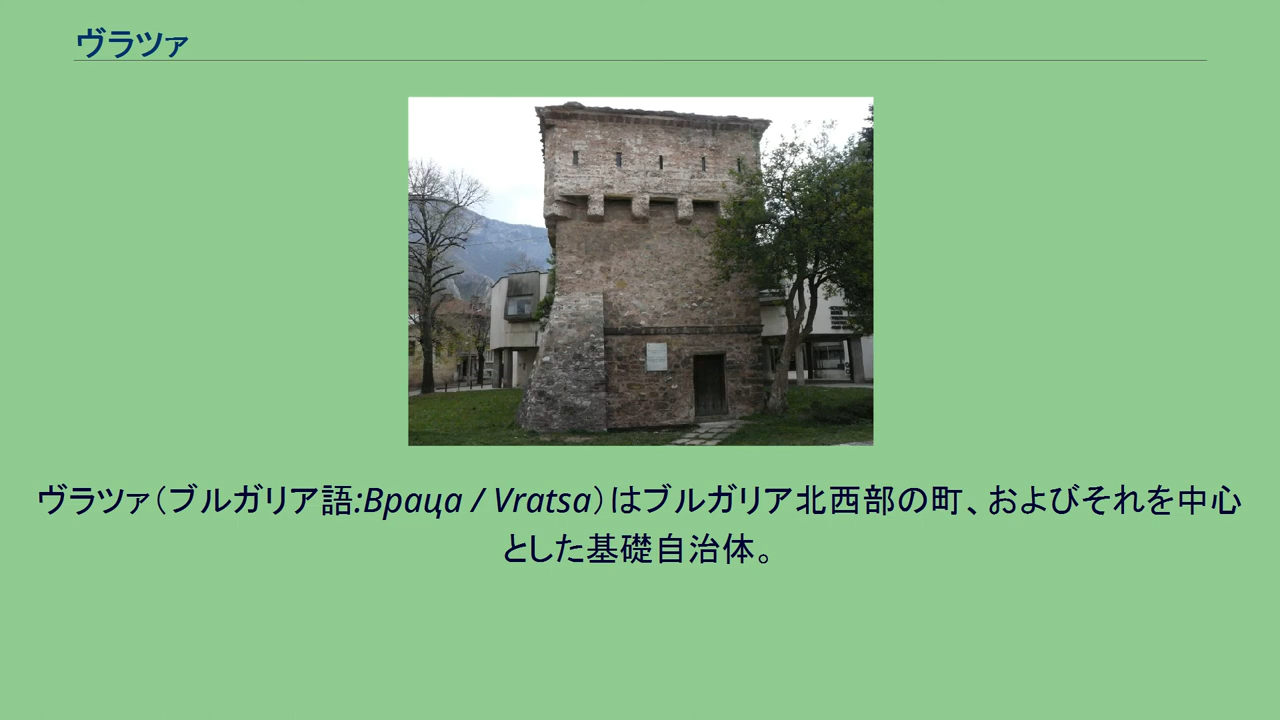 ヴラツァ
ヴラツァ（ブルガリア語:Враца / Vratsa）はブルガリア北西部の町、およびそれを中心
とした基礎自治体。